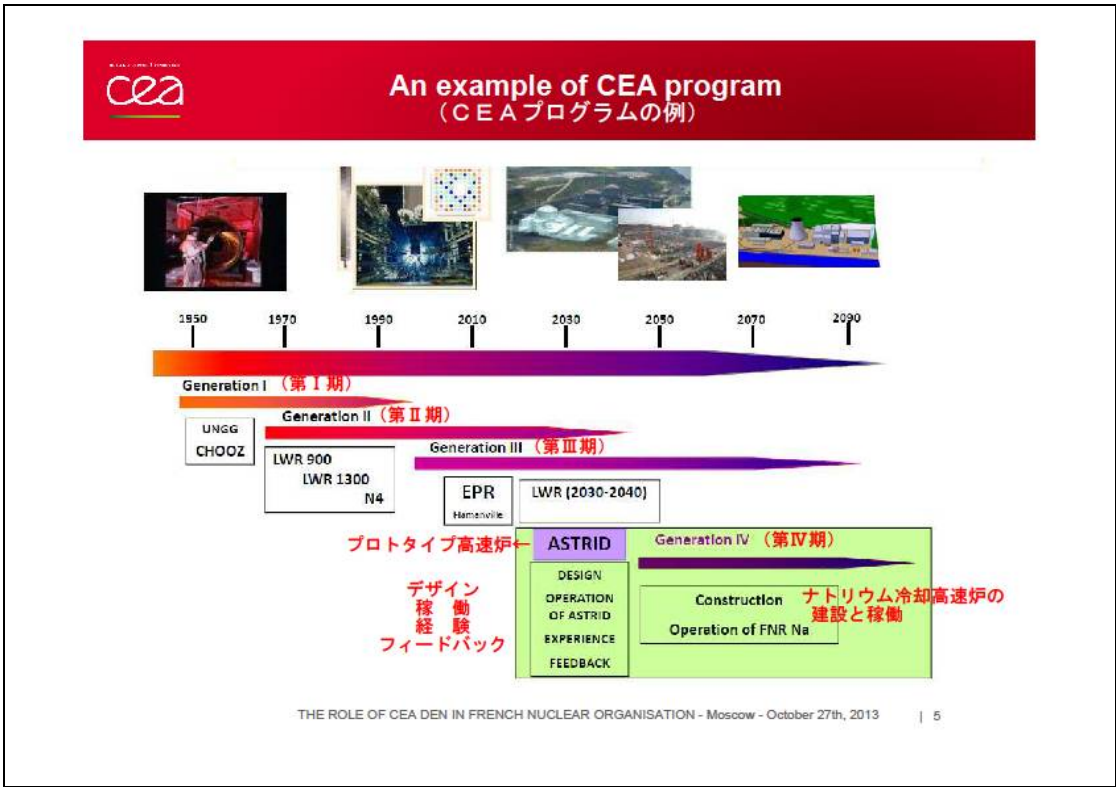 cea
An example of CEA program
(CEAプログラムの例)
1950
1970
1990
2010
2030
2050
2070
2090
Generation I (第Ⅰ期)
UNGG
CHOOZ
Generation II (第Ⅱ期)
LWR 900
LWR 1300
N4
Generation III (第Ⅲ期)
EPR
Flamanville
LWR (2030-2040)
プロトタイプ高速炉←
ASTRID
Generation IV (第Ⅳ期)
デザイン
稼 働
経 験
フィードバック
DESIGN
OPERATION
OF ASTRID
EXPERIENCE
FEEDBACK
Construction
Operation of FNR Na
ナトリウム冷却高速炉の
建設と稼働
THE ROLE OF CEA DEN IN FRENCH NUCLEAR ORGANISATION - Moscow - October 27th, 2013 | 5